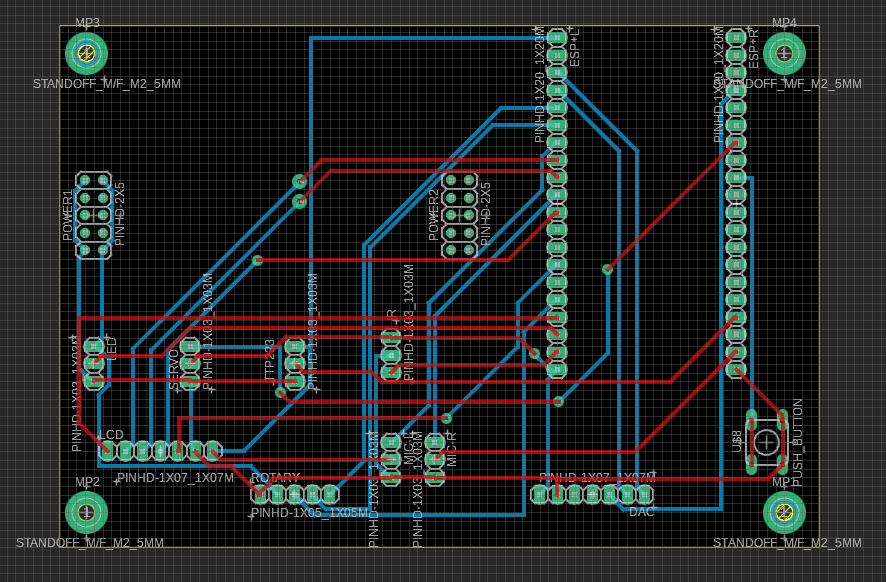 MP3
STANDOFF_M/F_M2_5MM
MP4
STANDOFF_M/F_M2_5MM
ESP+L
PINHD-1X20_1X20M
ESP+R
PINHD-1X20_1X20M
POWER1
PINHD-2X5
POWER2
PINHD-2X5
LED
PINHD-1X03_1X03M
SERVO
PINHD-1X03_1X03M
PINHD-1X03_1X03M
PINHD-1X03_1X03M
LCD
PINHD-1X07_1X07M
ROTARY
PINHD-1X05_1X05M
PINHD-1X03_1X03M
MIC-R
PINHD-1X03_1X03M
PINHD-1X07_1X07M
DAC
PUSH_BUTTON
MP2
STANDOFF_M/F_M2_5MM
MP1
STANDOFF_M/F_M2_5MM